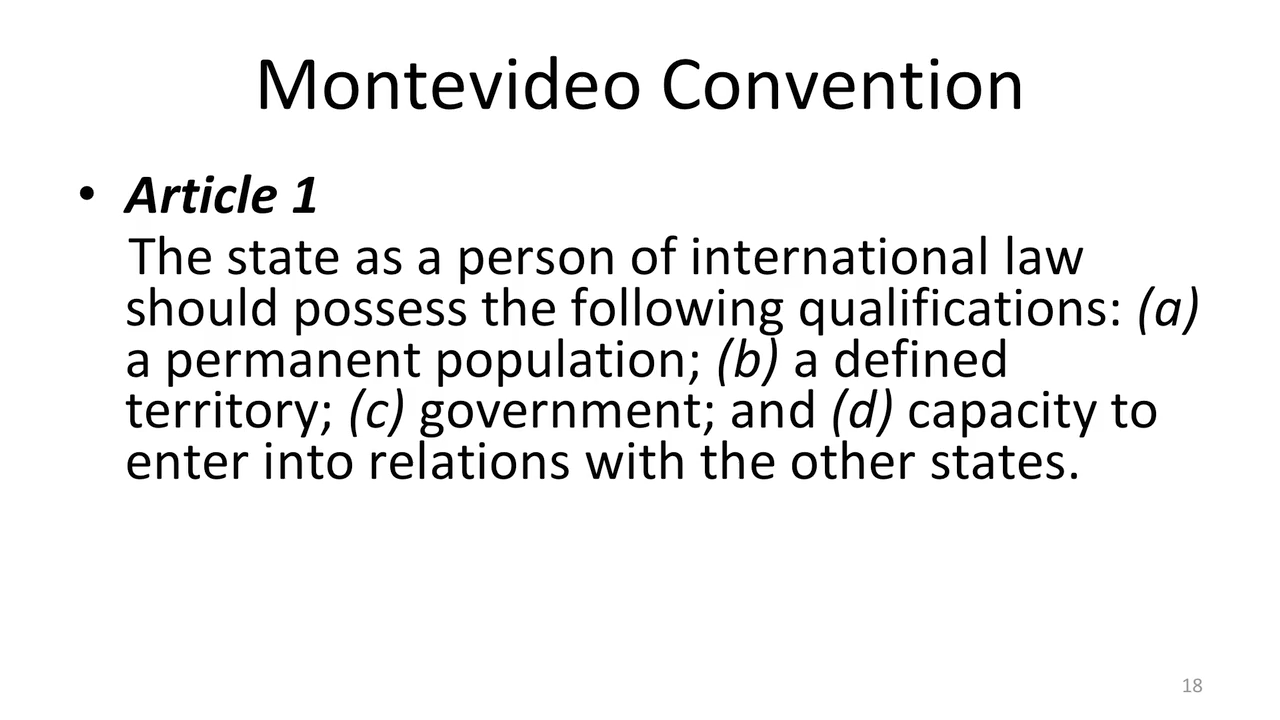 Montevideo Convention
• Article 1
The state as a person of international law
should possess the following qualifications: (a)
a permanent population; (b) a defined
territory; (c) government; and (d) capacity to
enter into relations with the other states.
18